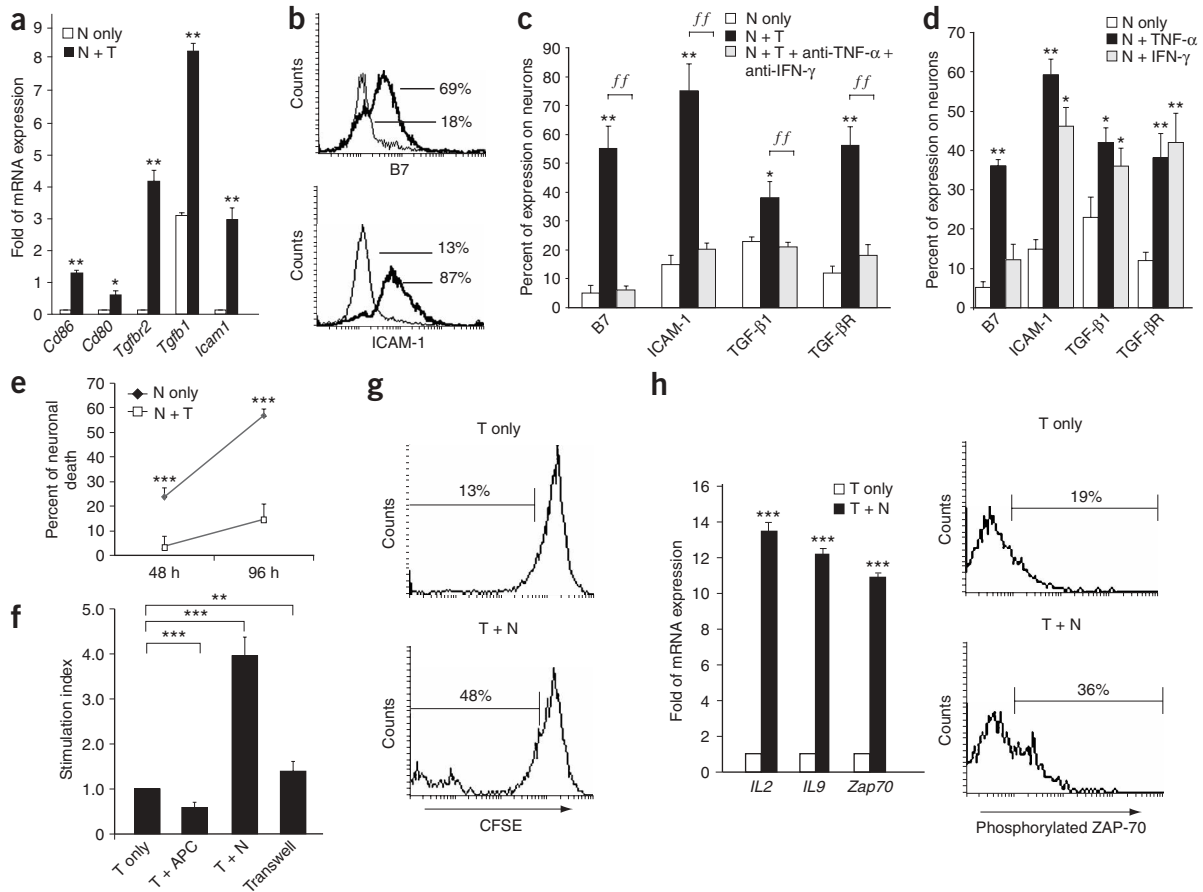 a
N only
N + T
Fold of mRNA expression
9
8
7
6
5
4
3
2
1
0
**
*
**
**
**
Cd86
Cd80
Tgfbr2
Tgfb1
Icam1
b
Counts
69%
18%
B7
Counts
13%
87%
ICAM-1
c
N only
N + T
N + T + anti-TNF-α +
anti-IFN-γ
Percent of expression on neurons
90
80
70
60
50
40
30
20
10
0
** ƒƒ
** ƒƒ
* ƒƒ
** ƒƒ
B7
ICAM-1
TGF-β1
TGF-βR
d
N only
N + TNF-α
N + IFN-γ
Percent of expression on neurons
70
60
50
40
30
20
10
0
**
**
*
*
*
**
**
B7
ICAM-1
TGF-β1
TGF-βR
e
N only
N + T
Percent of neuronal
death
70
60
50
40
30
20
10
0
***
***
48 h
96 h
f
Stimulation index
5.0
4.0
3.0
2.0
1.0
0
**
***
***
T only
T + APC
T + N
Transwell
g
T only
Counts
13%
T + N
Counts
48%
CFSE
h
T only
T + N
Fold of mRNA expression
16
14
12
10
8
6
4
2
0
***
***
***
IL2
IL9
Zap70
T only
Counts
19%
T + N
Counts
36%
Phosphorylated ZAP-70